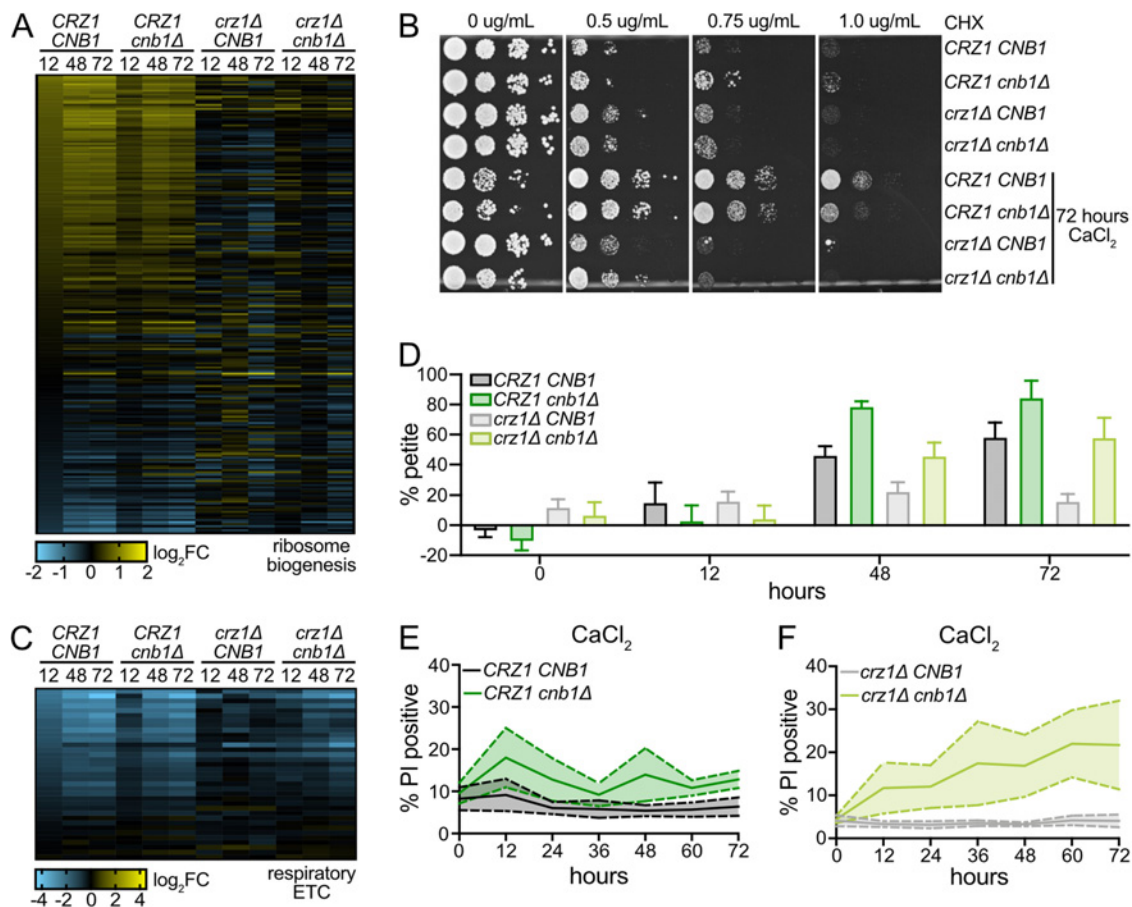 A
CRZ1 CRZ1 crz1Δ crz1Δ
CNB1 cnb1Δ CNB1 cnb1Δ
12 48 72 12 48 72 12 48 72 12 48 72
log2FC
-2 -1 0 1 2
ribosome
biogenesis
B
0 ug/mL 0.5 ug/mL 0.75 ug/mL 1.0 ug/mL CHX
CRZ1 CNB1
CRZ1 cnb1Δ
crz1Δ CNB1
crz1Δ cnb1Δ
CRZ1 CNB1
CRZ1 cnb1Δ
crz1Δ CNB1
crz1Δ cnb1Δ
72 hours
CaCl2
C
CRZ1 CRZ1 crz1Δ crz1Δ
CNB1 cnb1Δ CNB1 cnb1Δ
12 48 72 12 48 72 12 48 72 12 48 72
log2FC
-4 -2 0 2 4
respiratory
ETC
D
CRZ1 CNB1
CRZ1 cnb1Δ
crz1Δ CNB1
crz1Δ cnb1Δ
% petite
100
80
60
40
20
0
-20
0 12 48 72
hours
E
CaCl2
CRZ1 CNB1
CRZ1 cnb1Δ
% PI positive
40
30
20
10
0
0 12 24 36 48 60 72
hours
F
CaCl2
crz1Δ CNB1
crz1Δ cnb1Δ
% PI positive
40
30
20
10
0
0 12 24 36 48 60 72
hours